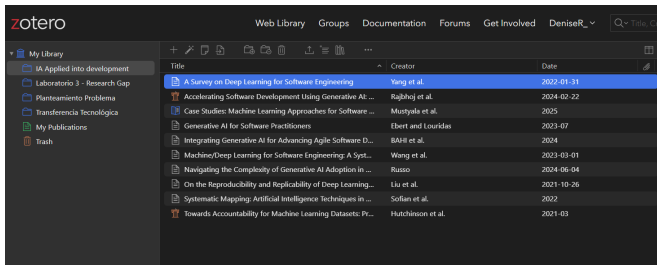 zotero
Web Library Groups Documentation Forums Get Involved DeniseR_ Title, C
My Library
IA Applied into development
Laboratorio 3 - Research Gap
Planteamiento Problema
Transferencia Tecnológica
My Publications
Trash
Title Creator Date
A Survey on Deep Learning for Software Engineering Yang et al. 2022-01-31
Accelerating Software Development Using Generative AI: ... Rajbhoj et al. 2024-02-22
Case Studies: Machine Learning Approaches for Software ... Mustyala et al. 2025
Generative AI for Software Practitioners Ebert and Louridas 2023-07
Integrating Generative AI for Advancing Agile Software D... BAHI et al. 2024
Machine/Deep Learning for Software Engineering: A Syst... Wang et al. 2023-03-01
Navigating the Complexity of Generative AI Adoption in ... Russo 2024-06-04
On the Reproducibility and Replicability of Deep Learning... Liu et al. 2021-10-26
Systematic Mapping: Artificial Intelligence Techniques in ... Sofian et al. 2022
Towards Accountability for Machine Learning Datasets: Pr... Hutchinson et al. 2021-03